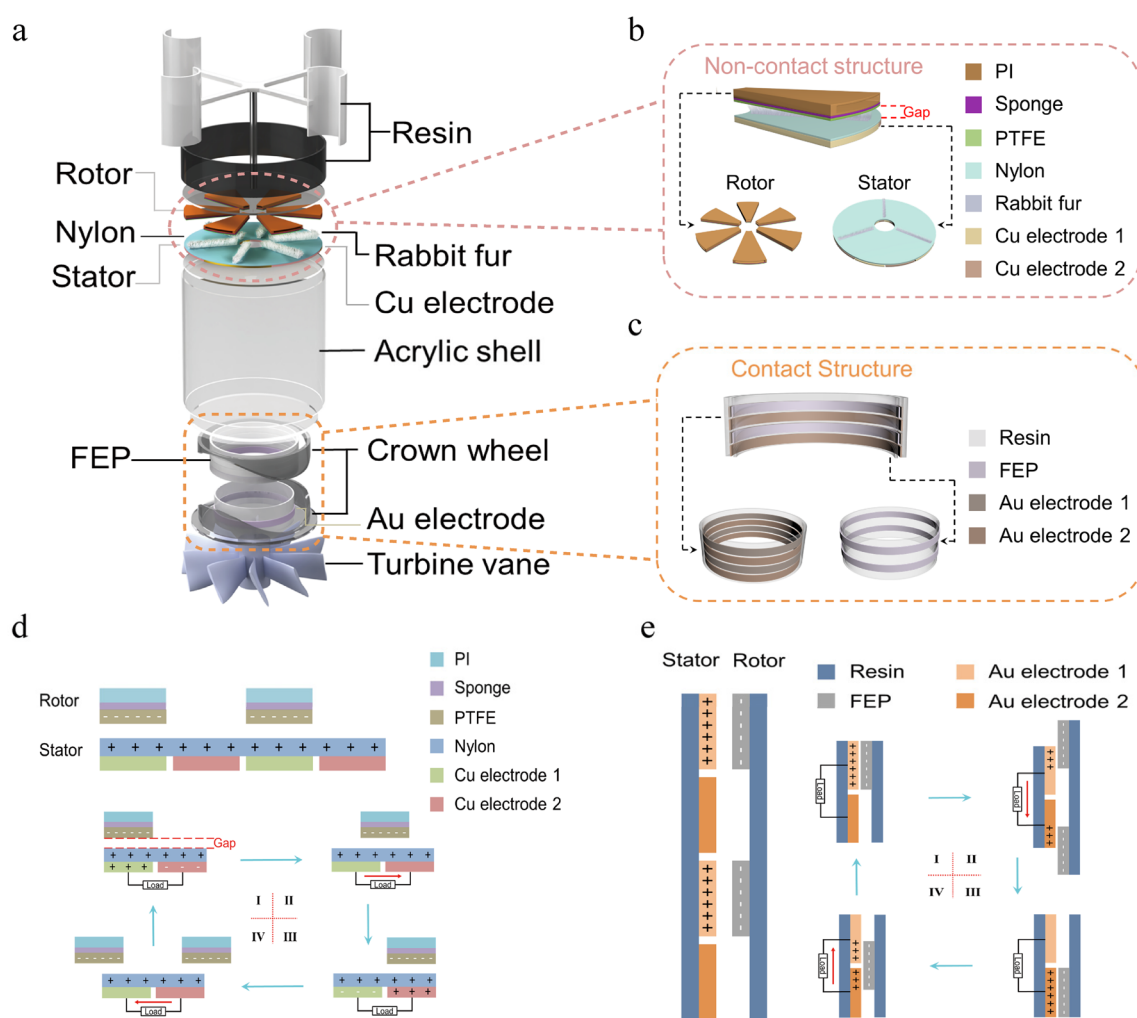 a
Resin
Rotor
Nylon
Stator
Rabbit fur
Cu electrode
Acrylic shell
FEP
Crown wheel
Au electrode
Turbine vane
b
Non-contact structure
Gap
Rotor
Stator
PI
Sponge
PTFE
Nylon
Rabbit fur
Cu electrode 1
Cu electrode 2
c
Contact Structure
Resin
FEP
Au electrode 1
Au electrode 2
d
Rotor
Stator
PI
Sponge
PTFE
Nylon
Cu electrode 1
Cu electrode 2
- - - - - -
- - - - - -
+ + + + + + + + + + + +
Gap
- - - - - -
+ + + + + +
+ + + - - -
Load
- - - - - -
+ + + + + +
Load
I II
IV III
- - - - - -
- - - - - -
+ + + + + +
Load
- - - - - -
+ + + + + +
- - - + + +
Load
e
Stator Rotor
Resin
FEP
Au electrode 1
Au electrode 2
Load
Load
I II
IV III
Load
Load